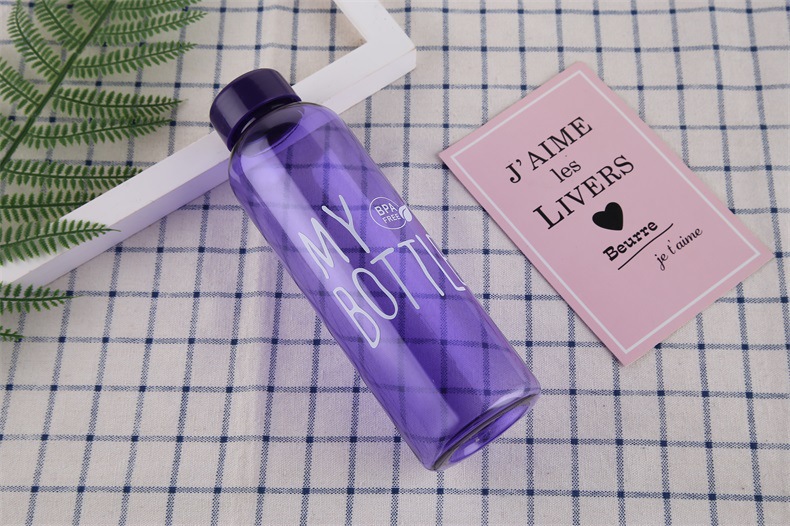 MY
BOTTL
BPA
FREE
J'AIME
les
LIVERS
Beurre
je t'aime